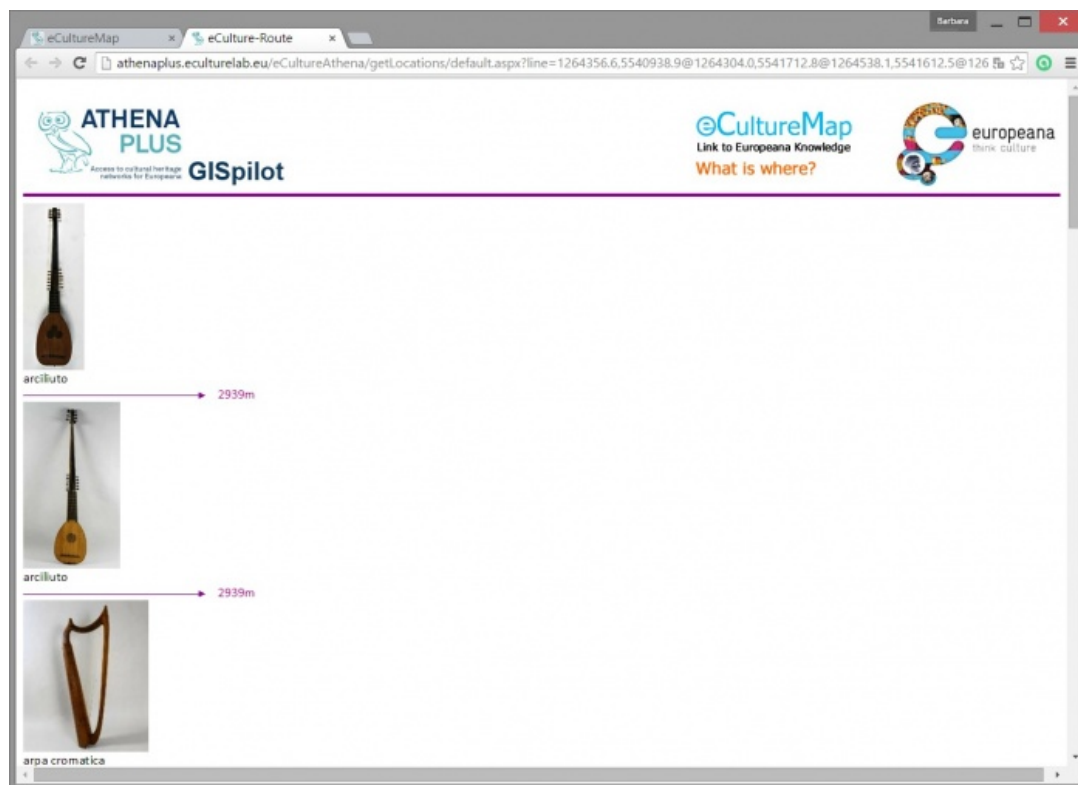 Barbara
eCultureMap
eCulture-Route
athenaplus.eculturelab.eu/eCultureAthena/getLocations/default.aspx?line=1264356.6,5540938.9@1264304.0,5541712.8@1264538.1,5541612.5@126
ATHENA
PLUS
Access to cultural heritage
networks for Europeana
GISpilot
eCultureMap
Link to Europeana Knowledge
What is where?
europeana
think culture
arciliuto
2939m
arciliuto
2939m
arpa cromatica